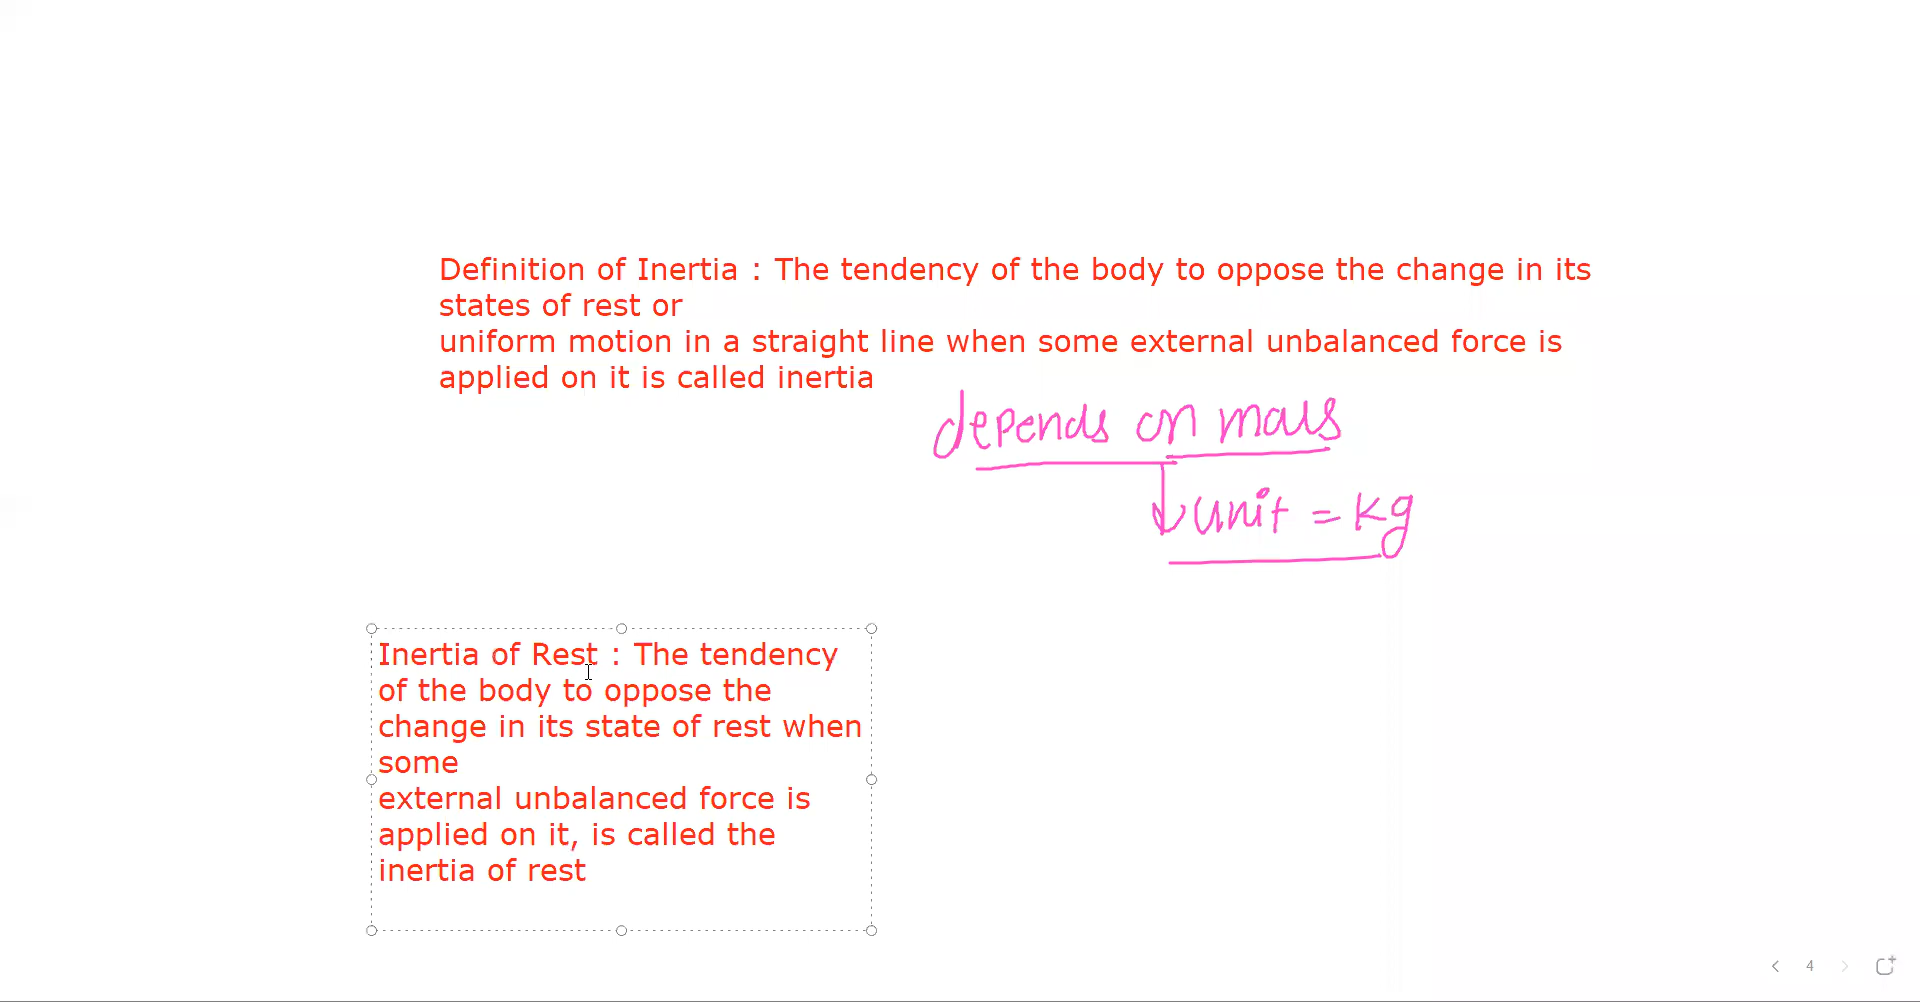 Definition of Inertia : The tendency of the body to oppose the change in its
states of rest or
uniform motion in a straight line when some external unbalanced force is
applied on it is called inertia
depends on mass
unit = kg
Inertia of Rest : The tendency
of the body to oppose the
change in its state of rest when
some
external unbalanced force is
applied on it, is called the
inertia of rest
4